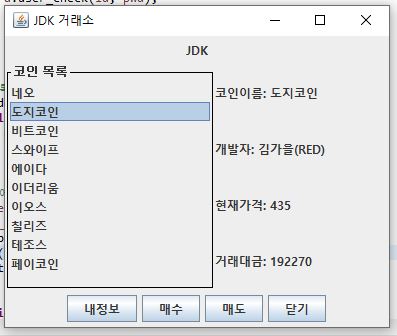 a.user_check(id, pwd);
JDK 거래소
JDK
코인 목록
네오
도지코인
비트코인
스와이프
에이다
이더리움
이오스
칠리즈
테조스
페이코인
코인이름: 도지코인
개발자: 김가을(RED)
현재가격: 435
거래대금: 192270
내정보
매수
매도
닫기